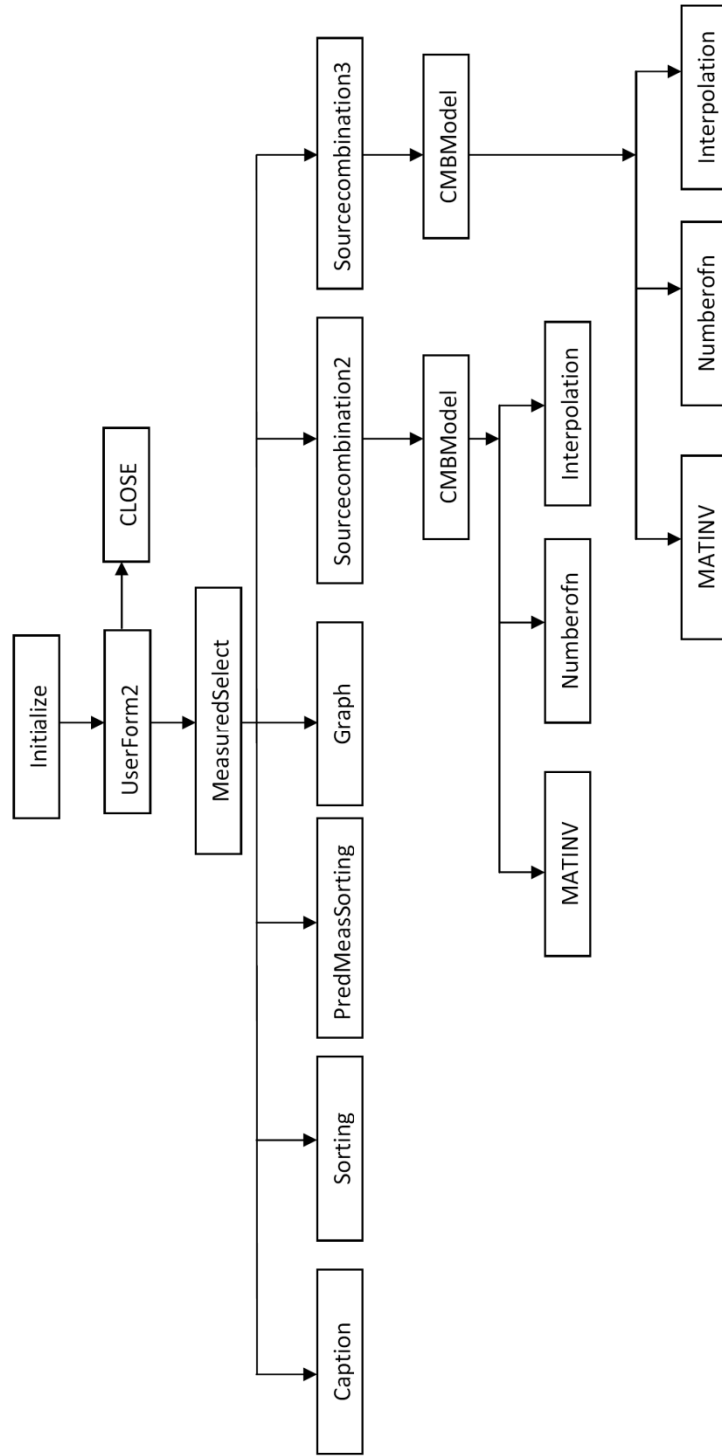 Initialize
UserForm2
CLOSE
MeasuredSelect
Caption
Sorting
PredMeasSorting
Graph
Sourcecombination2
Sourcecombination3
CMBModel
CMBModel
MATINV
Numberofn
Interpolation
MATINV
Numberofn
Interpolation